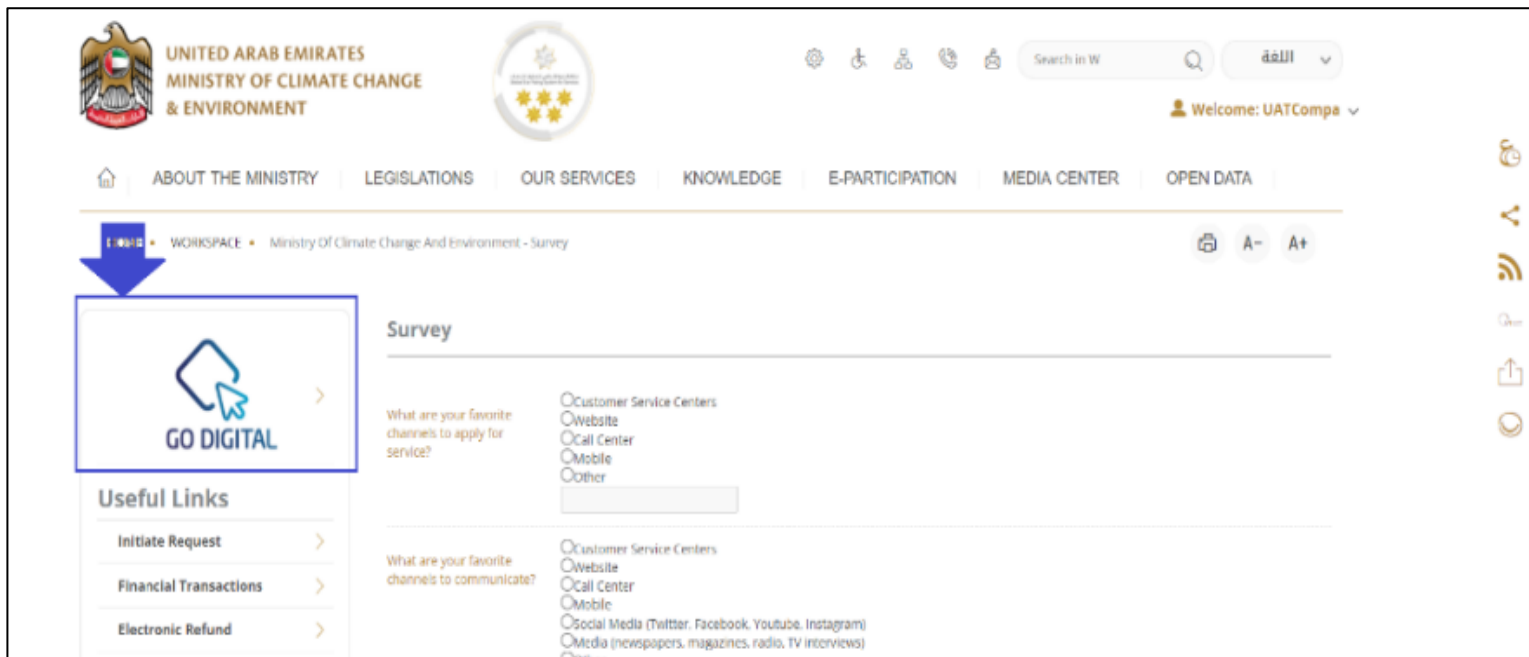 UNITED ARAB EMIRATES
MINISTRY OF CLIMATE CHANGE
& ENVIRONMENT
Search in W
اللغة
Welcome: UATCompa
ABOUT THE MINISTRY
LEGISLATIONS
OUR SERVICES
KNOWLEDGE
E-PARTICIPATION
MEDIA CENTER
OPEN DATA
WORKSPACE • Ministry Of Climate Change And Environment - Survey
A-
A+
GO DIGITAL
Useful Links
Initiate Request
Financial Transactions
Electronic Refund
Survey
What are your favorite
channels to apply for
service?
Customer Service Centers
Website
Call Center
Mobile
Other
What are your favorite
channels to communicate?
Customer Service Centers
Website
Call Center
Mobile
Social Media (Twitter, Facebook, Youtube, Instagram)
Media (newspapers, magazines, radio, TV interviews)